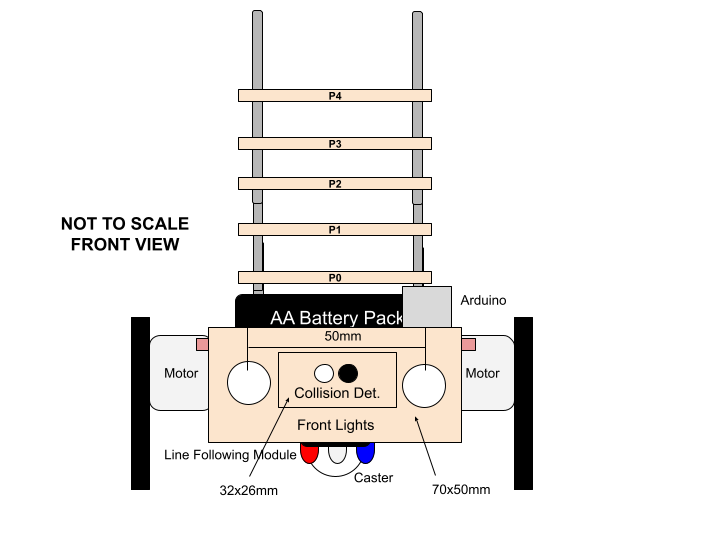 P4
P3
P2
NOT TO SCALE
FRONT VIEW
P1
P0
Arduino
AA Battery Pack
50mm
Motor
Motor
Collision Det.
Front Lights
Line Following Module
Caster
32x26mm
70x50mm